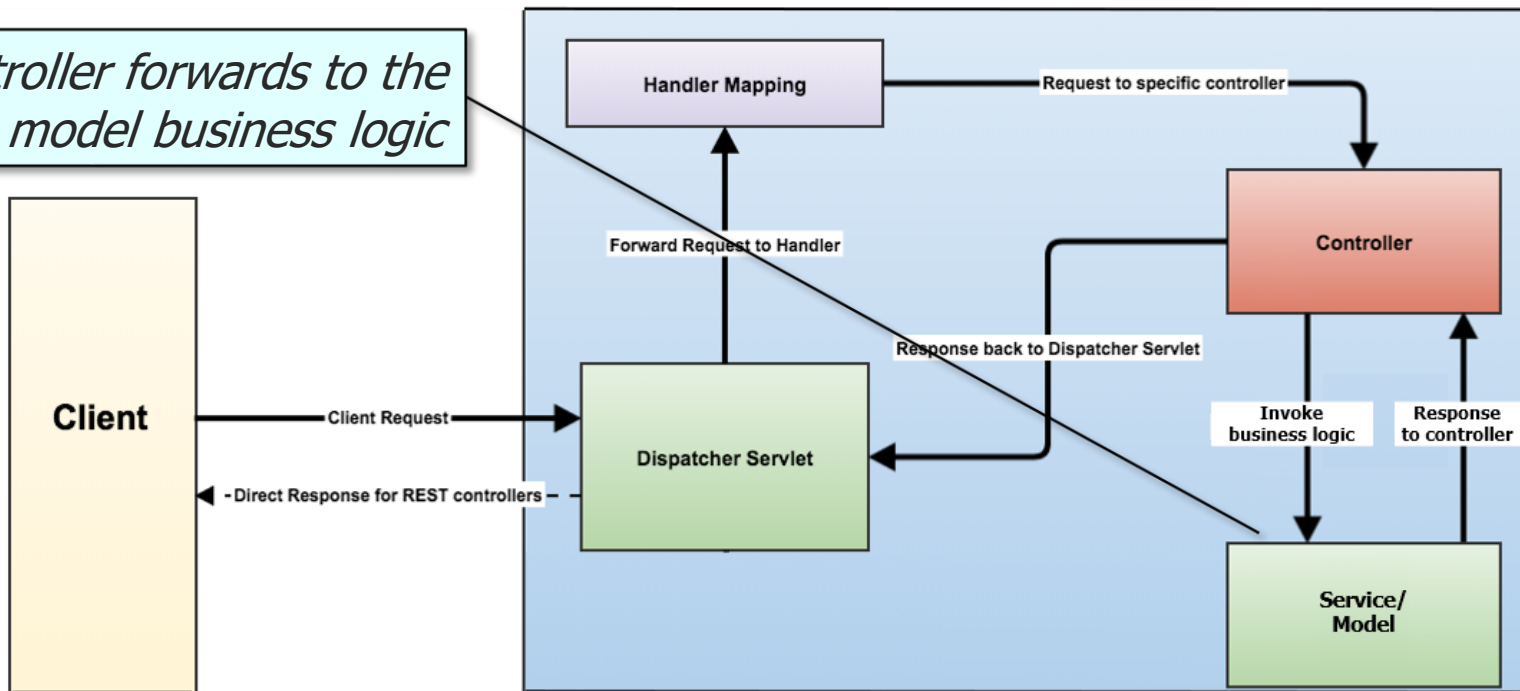 troller forwards to the
model business logic
Handler Mapping
Request to specific controller
Controller
Forward Request to Handler
Response back to Dispatcher Servlet
Client
Client Request
Dispatcher Servlet
Invoke
business logic
Response
to controller
Direct Response for REST controllers
Service/
Model